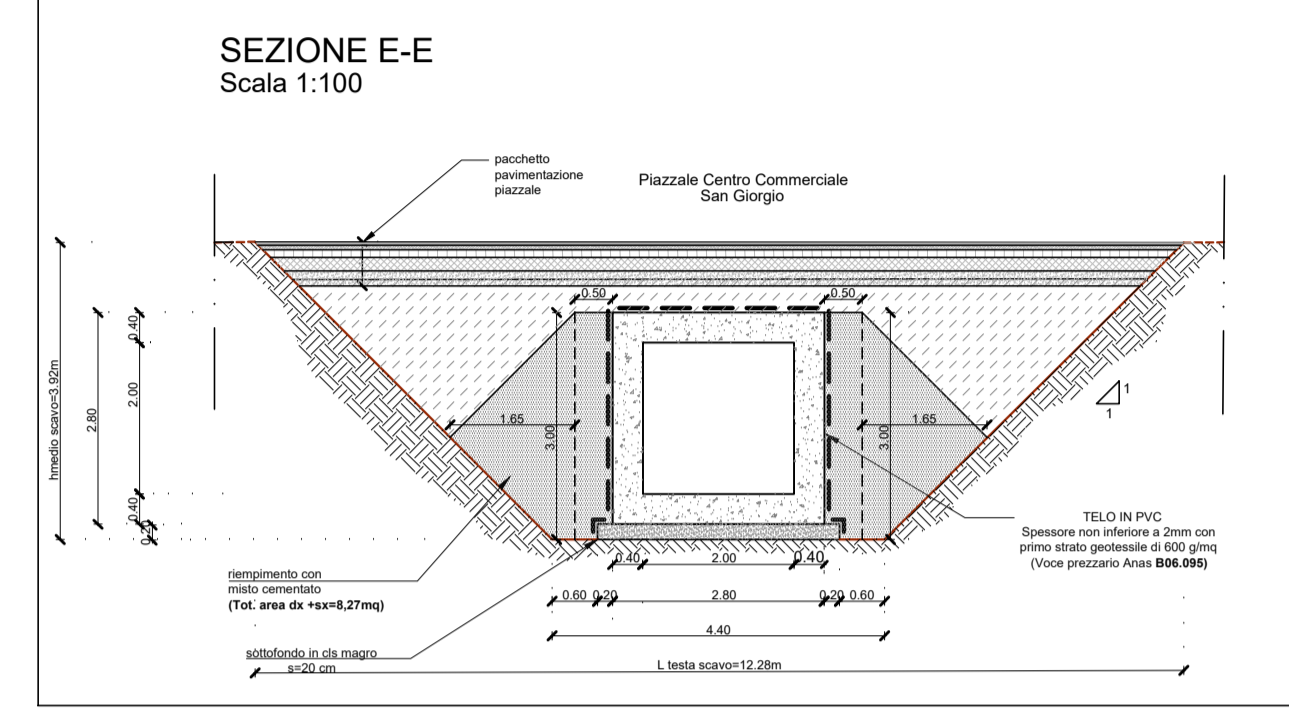 SEZIONE E-E
Scala 1:100
pacchetto
pavimentazione
piazzale
Piazzale Centro Commerciale
San Giorgio
0.50
0.50
hmedio scavo=3.92m
2.80
0.40
2.00
0.40
0.20
1.65
3.00
1.65
3.00
1
1
TELO IN PVC
Spessore non inferiore a 2mm con
primo strato geotessile di 600 g/mq
(Voce prezzario Anas B06.095)
riempimento con
misto cementato
(Tot. area dx +sx=8,27mq)
0.40
2.00
0.40
0.60
0.20
2.80
0.20
0.60
4.40
sottofondo in cls magro
s=20 cm
L testa scavo=12.28m